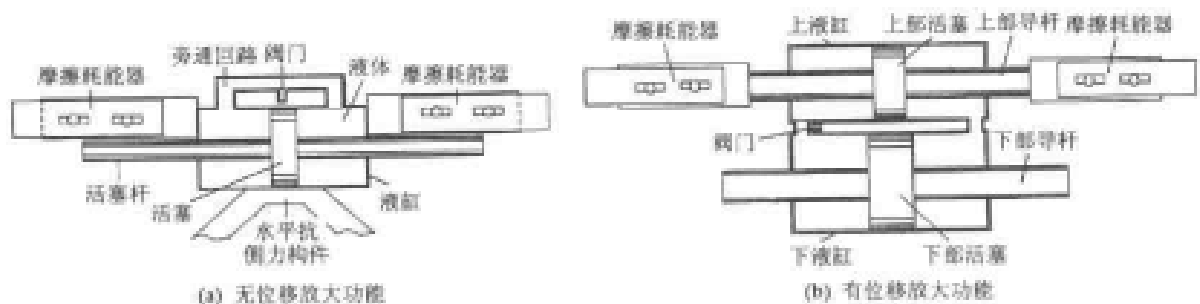 旁通回路 阀门
摩擦耗能器
液体
摩擦耗能器
活塞杆
活塞
液缸
水平抗
侧力构件
(a) 无位移放大功能
上液缸
上部活塞
上部导杆
摩擦耗能器
摩擦耗能器
阀门
下部导杆
下液缸
下部活塞
(b) 有位移放大功能